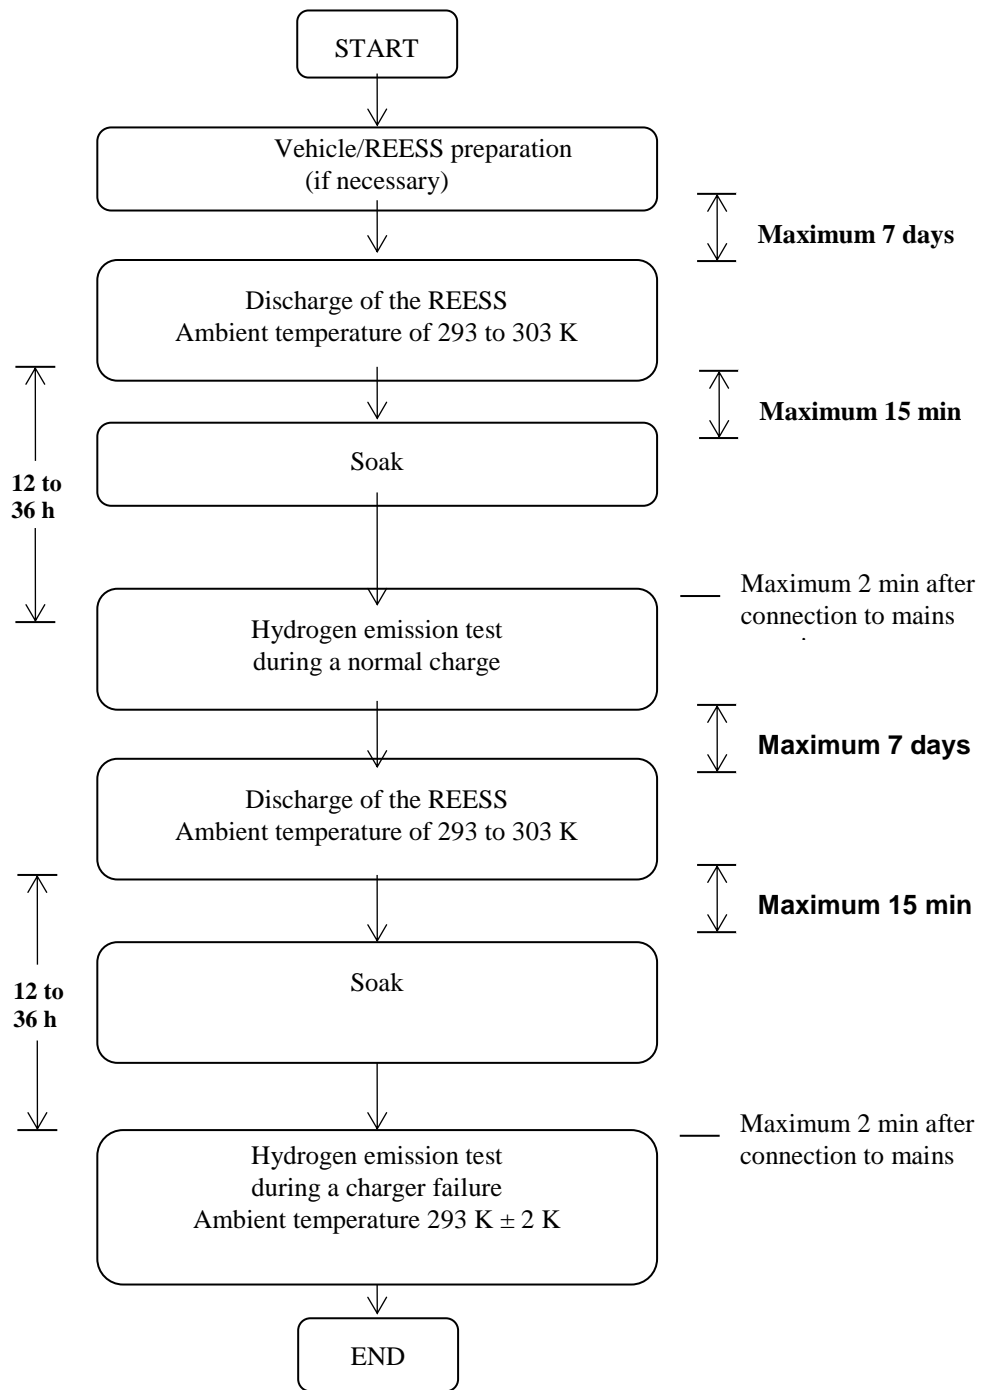 START
Vehicle/REESS preparation
(if necessary)
Maximum 7 days
Discharge of the REESS
Ambient temperature of 293 to 303 K
Maximum 15 min
Soak
12 to
36 h
Maximum 2 min after
connection to mains
Hydrogen emission test
during a normal charge
Maximum 7 days
Discharge of the REESS
Ambient temperature of 293 to 303 K
Maximum 15 min
Soak
12 to
36 h
Maximum 2 min after
connection to mains
Hydrogen emission test
during a charger failure
Ambient temperature 293 K ± 2 K
END